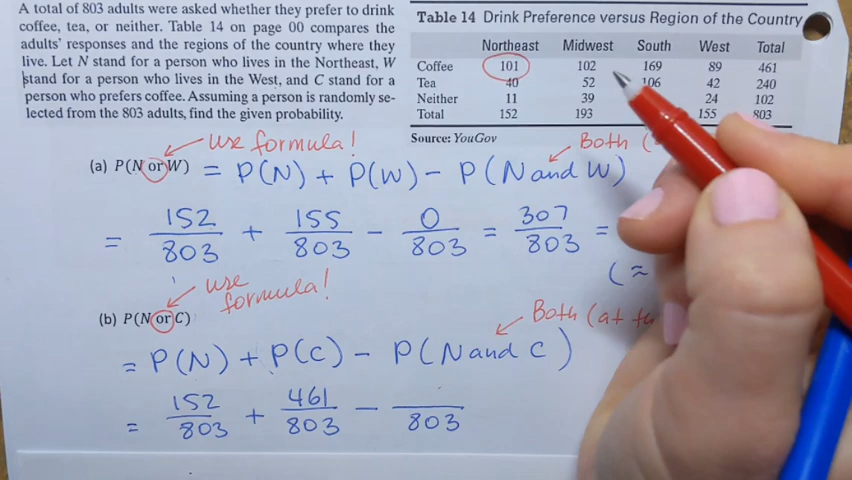 A total of 803 adults were asked whether they prefer to drink
coffee, tea, or neither. Table 14 on page 00 compares the
adults' responses and the regions of the country where they
live. Let N stand for a person who lives in the Northeast, W
stand for a person who lives in the West, and C stand for a
person who prefers coffee. Assuming a person is randomly se-
lected from the 803 adults, find the given probability.
Table 14 Drink Preference versus Region of the Country
Northeast Midwest South West Total
Coffee 101 102 169 89 461
Tea 40 52 106 42 240
Neither 11 39 24 102
Total 152 193 155 803
Source: YouGov
use formula!
Both (
(a) P(N or W) = P(N) + P(W) − P(N and W)
= 152/803 + 155/803 − 0/803 = 307/803 =
(≈
use
formula!
Both (at th
(b) P(N or C)
= P(N) + P(C) − P(N and C)
= 152/803 + 461/803 − /803